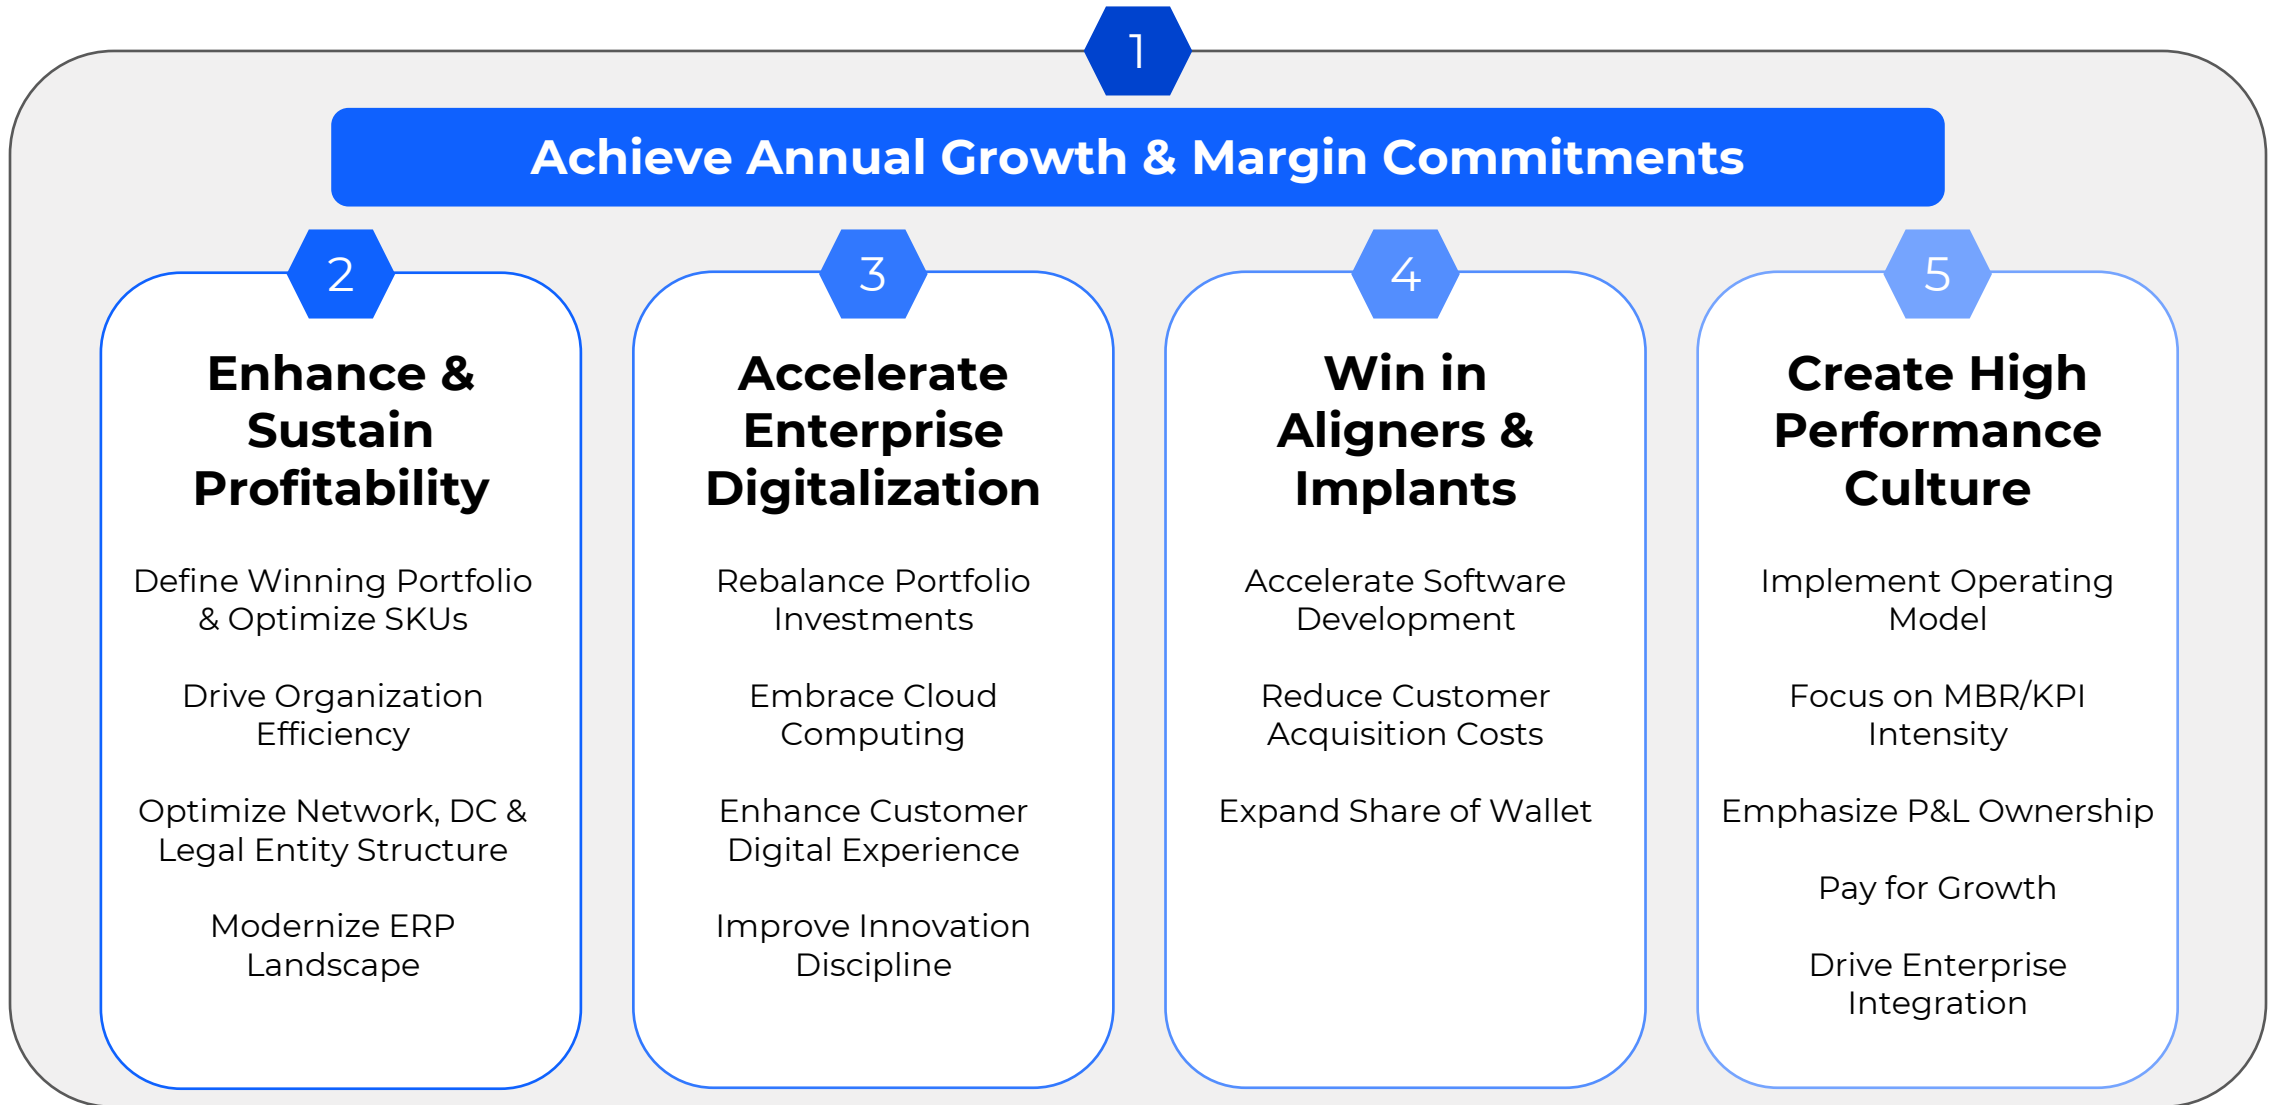 1
Achieve Annual Growth & Margin Commitments
2
Enhance &
Sustain
Profitability
Define Winning Portfolio
& Optimize SKUs
Drive Organization
Efficiency
Optimize Network, DC &
Legal Entity Structure
Modernize ERP
Landscape
3
Accelerate
Enterprise
Digitalization
Rebalance Portfolio
Investments
Embrace Cloud
Computing
Enhance Customer
Digital Experience
Improve Innovation
Discipline
4
Win in
Aligners &
Implants
Accelerate Software
Development
Reduce Customer
Acquisition Costs
Expand Share of Wallet
5
Create High
Performance
Culture
Implement Operating
Model
Focus on MBR/KPI
Intensity
Emphasize P&L Ownership
Pay for Growth
Drive Enterprise
Integration